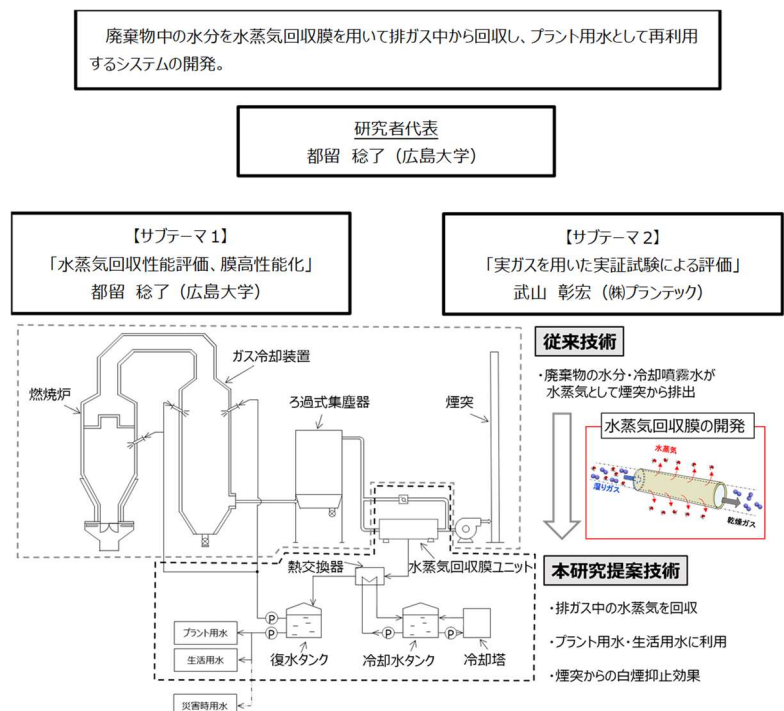 廃棄物中の水分を水蒸気回収膜を用いて排ガス中から回収し、プラント用水として再利用
するシステムの開発。
研究者代表
都留 稔了（広島大学）
【サブテーマ1】
「水蒸気回収性能評価、膜高性能化」
都留 稔了（広島大学）
【サブテーマ2】
「実ガスを用いた実証試験による評価」
武山 彰宏（㈱プランテック）
ガス冷却装置
燃焼炉
ろ過式集塵器
煙突
従来技術
・廃棄物の水分・冷却噴霧水が
水蒸気として煙突から排出
水蒸気回収膜の開発
水蒸気
湿りガス
乾燥ガス
熱交換器
水蒸気回収膜ユニット
本研究提案技術
・排ガス中の水蒸気を回収
・プラント用水・生活用水に利用
・煙突からの白煙抑止効果
P
P
P
P
プラント用水
生活用水
災害時用水
復水タンク
冷却水タンク
冷却塔